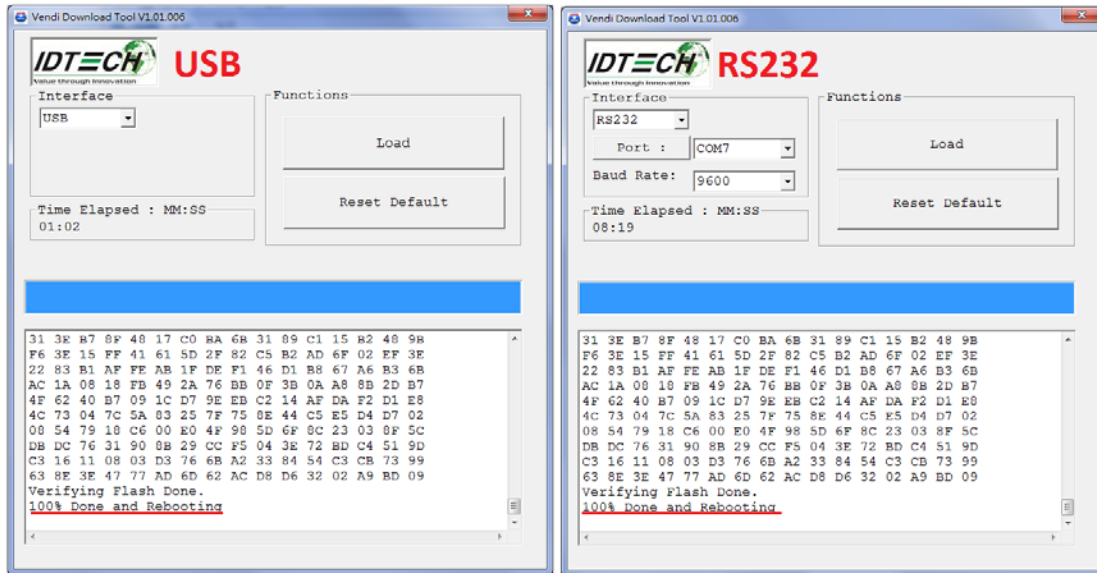 Vendi Download Tool V1.01.006
IDTECH
Value through Innovation
USB
Interface
USB
Functions
Load
Reset Default
Time Elapsed : MM:SS
01:02
31 3E B7 8F 48 17 C0 BA 6B 31 89 C1 15 B2 48 9B
F6 3E 15 FF 41 61 5D 2F 82 C5 B2 AD 6F 02 EF 3E
22 83 B1 AF FE AB 1F DE F1 46 D1 B8 67 A6 B3 6B
AC 1A 08 18 FB 49 2A 76 BB 0F 3B 0A A8 8B 2D B7
4F 62 40 B7 09 1C D7 9E EB C2 14 AF DA F2 D1 E8
4C 73 04 7C 5A 83 25 7F 75 8E 44 C5 E5 D4 D7 02
08 54 79 18 C6 00 E0 4F 98 5D 6F 8C 23 03 8F 5C
DB DC 76 31 90 8B 29 CC F5 04 3E 72 BD C4 51 9D
C3 16 11 08 03 D3 76 6B A2 33 84 54 C3 CB 73 99
63 8E 3E 47 77 AD 6D 62 AC D8 D6 32 02 A9 BD 09
Verifying Flash Done.
100% Done and Rebooting
Vendi Download Tool V1.01.006
IDTECH
Value through Innovation
RS232
Interface
RS232
Port :
COM7
Baud Rate:
9600
Functions
Load
Reset Default
Time Elapsed : MM:SS
08:19
31 3E B7 8F 48 17 C0 BA 6B 31 89 C1 15 B2 48 9B
F6 3E 15 FF 41 61 5D 2F 82 C5 B2 AD 6F 02 EF 3E
22 83 B1 AF FE AB 1F DE F1 46 D1 B8 67 A6 B3 6B
AC 1A 08 18 FB 49 2A 76 BB 0F 3B 0A A8 8B 2D B7
4F 62 40 B7 09 1C D7 9E EB C2 14 AF DA F2 D1 E8
4C 73 04 7C 5A 83 25 7F 75 8E 44 C5 E5 D4 D7 02
08 54 79 18 C6 00 E0 4F 98 5D 6F 8C 23 03 8F 5C
DB DC 76 31 90 8B 29 CC F5 04 3E 72 BD C4 51 9D
C3 16 11 08 03 D3 76 6B A2 33 84 54 C3 CB 73 99
63 8E 3E 47 77 AD 6D 62 AC D8 D6 32 02 A9 BD 09
Verifying Flash Done.
100% Done and Rebooting